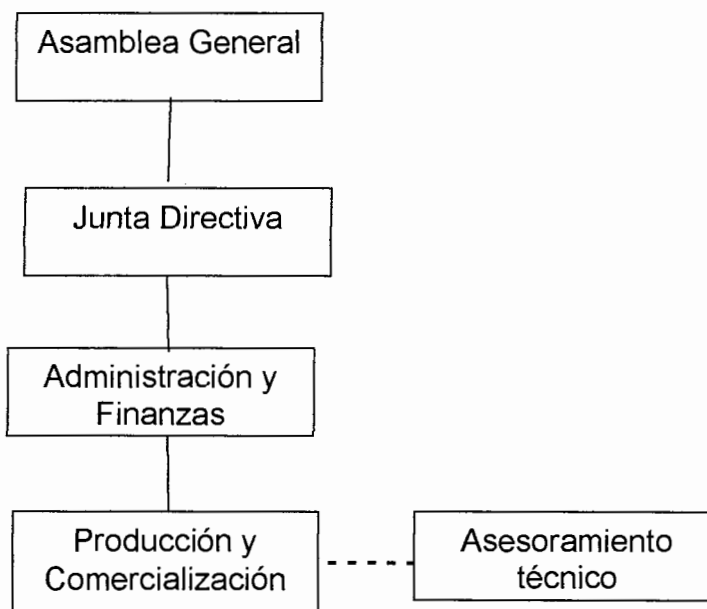 Asamblea General
Junta Directiva
Administración y
Finanzas
Producción y
Comercialización
Asesoramiento
técnico